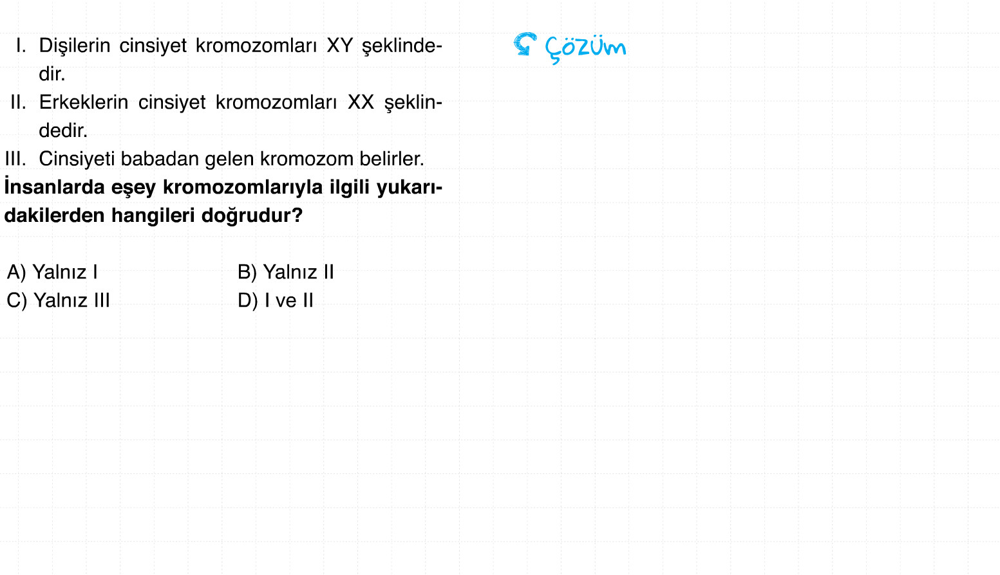 I. Dişilerin cinsiyet kromozomları XY şeklinde-
dir.
II. Erkeklerin cinsiyet kromozomları XX şeklin-
dedir.
III. Cinsiyeti babadan gelen kromozom belirler.
İnsanlarda eşey kromozomlarıyla ilgili yukarı-
dakilerden hangileri doğrudur?
A) Yalnız I B) Yalnız II
C) Yalnız III D) I ve II
Çözüm